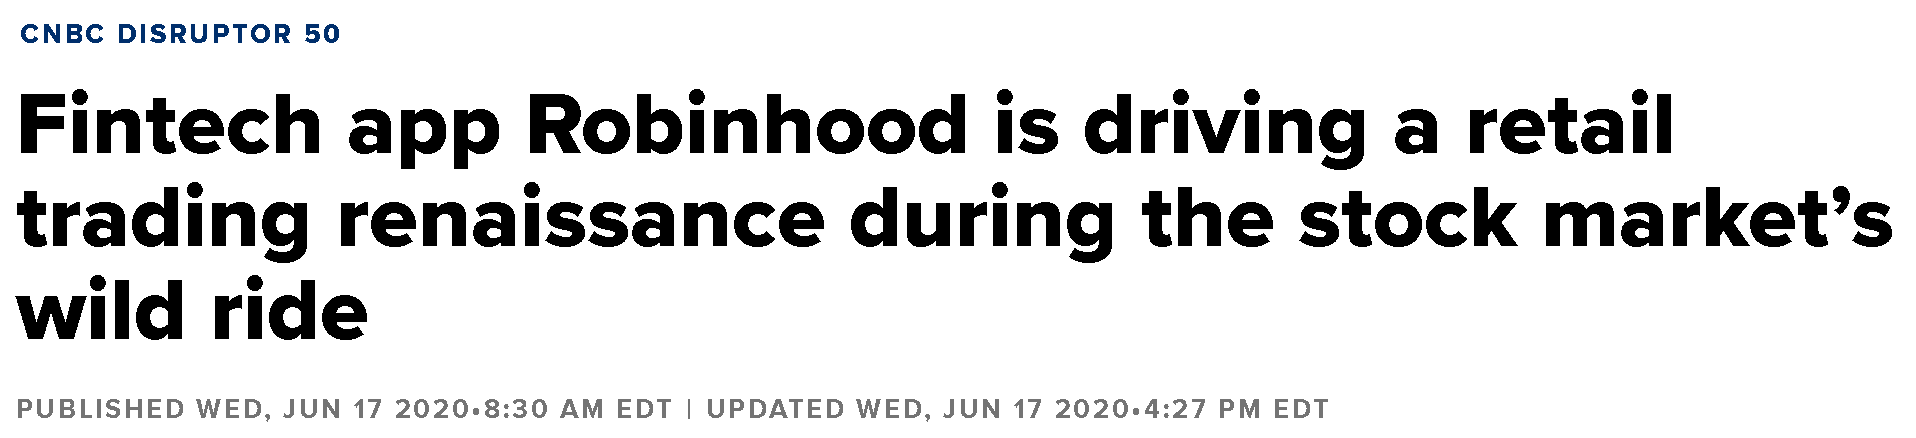 CNBC DISRUPTOR 50
Fintech app Robinhood is driving a retail
trading renaissance during the stock market’s
wild ride
PUBLISHED WED, JUN 17 2020•8:30 AM EDT | UPDATED WED, JUN 17 2020•4:27 PM EDT